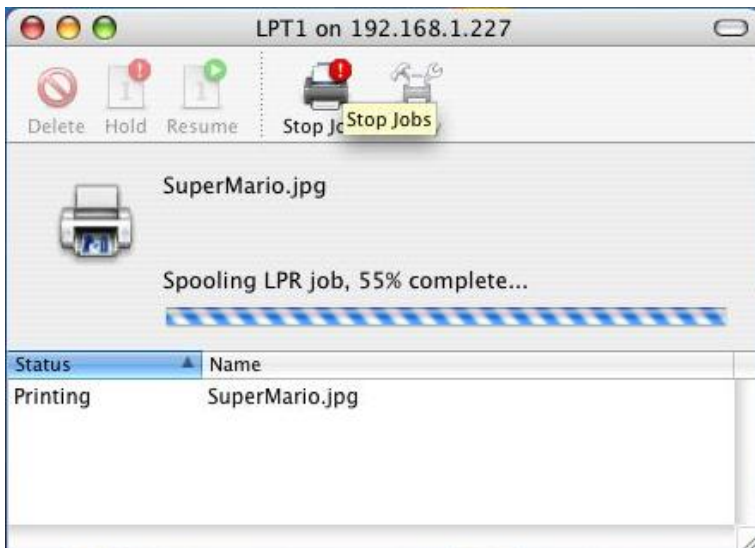 LPT1 on 192.168.1.227
Delete Hold Resume Stop Jo
Stop Jobs
SuperMario.jpg
Spooling LPR job, 55% complete...
Status Name
Printing SuperMario.jpg